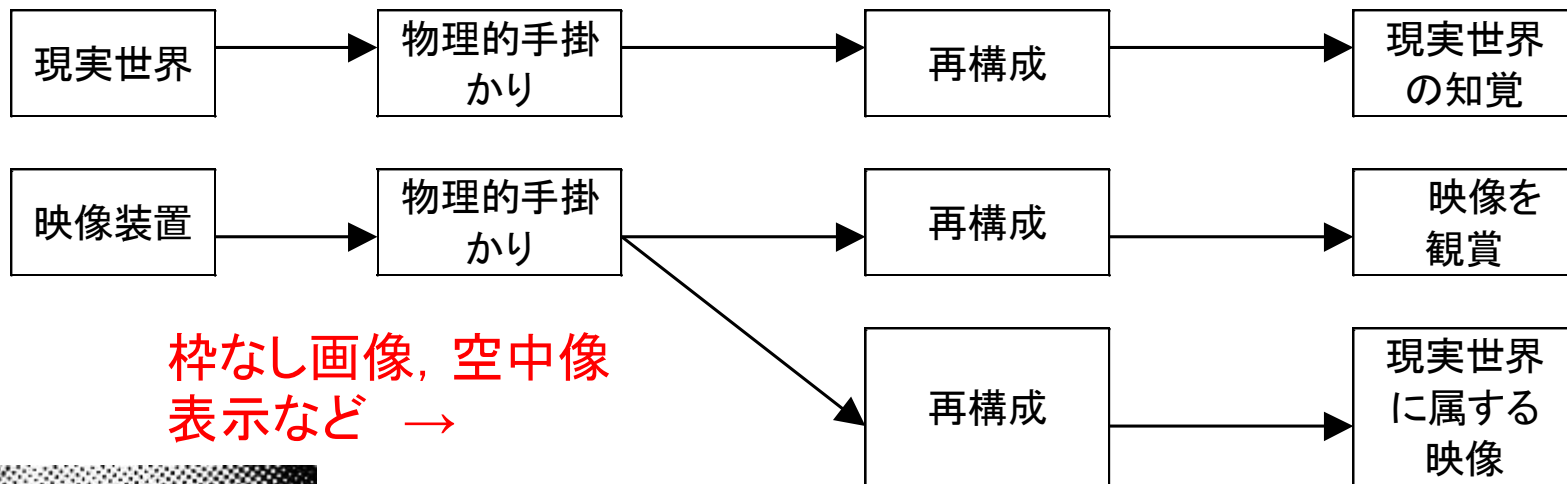 現実世界
物理的手掛
かり
再構成
現実世界
の知覚
映像装置
物理的手掛
かり
再構成
映像を
観賞
枠なし画像，空中像
表示など　→
再構成
現実世界
に属する
映像